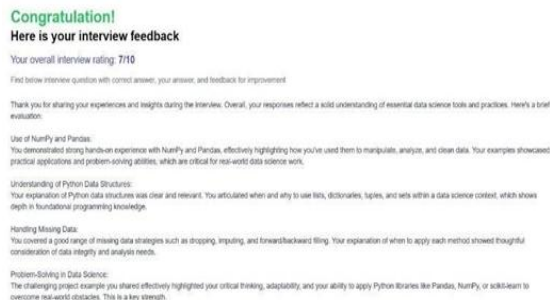 Congratulation!
Here is your interview feedback
Your overall interview rating: 7/10
Find below interview question with correct answer, your answer, and feedback for improvement
Thank you for sharing your experiences and insights during the interview. Overall, your responses reflect a solid understanding of essential data science tools and practices. Here's a brief
evaluation:
Use of NumPy and Pandas:
You demonstrated strong hands-on experience with NumPy and Pandas, effectively highlighting how you've used them to manipulate, analyze, and clean data. Your examples showcased
practical applications and problem-solving abilities, which are critical for real-world data science work.
Understanding of Python Data Structures:
Your explanation of Python data structures was clear and relevant. You articulated when and why to use lists, dictionaries, tuples, and sets within a data science context, which shows
depth in foundational programming knowledge.
Handling Missing Data:
You covered a good range of missing data strategies such as dropping, imputing, and forward/backward filling. Your explanation of when to apply each method showed thoughtful
consideration of data integrity and analysis needs.
Problem-Solving in Data Science:
The challenging project example you shared effectively highlighted your critical thinking, adaptability, and your ability to apply Python libraries like Pandas, NumPy, or scikit-learn to
overcome real-world obstacles. This is a key strength.